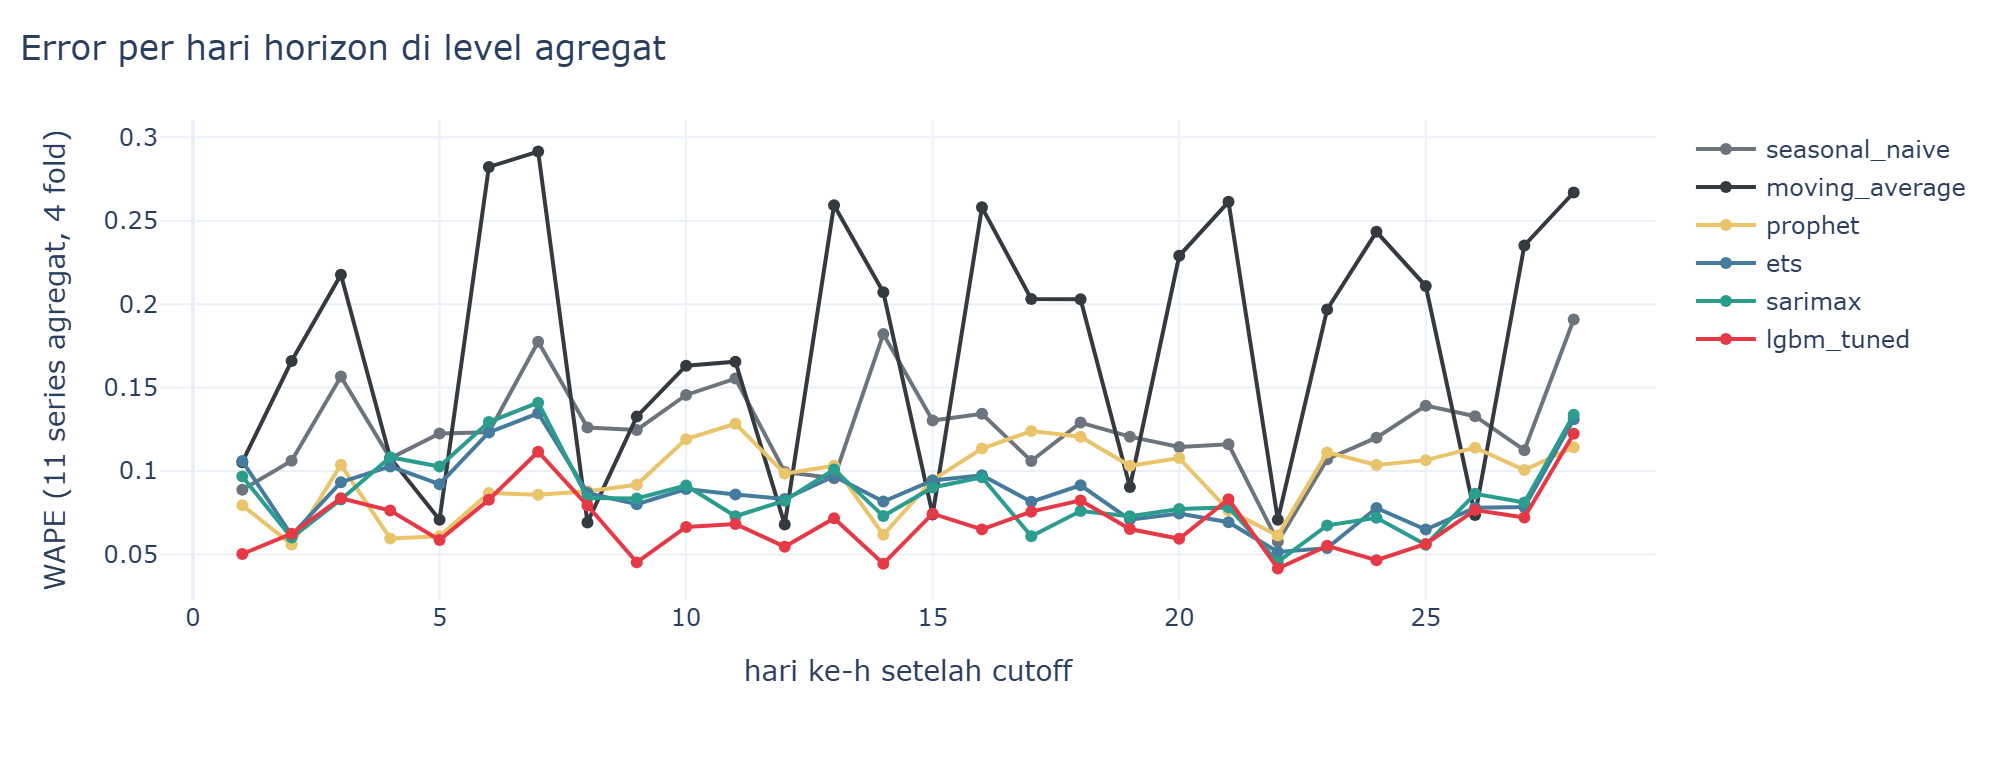 Error per hari horizon di level agregat
WAPE (11 series agregat, 4 fold)
0.3
0.25
0.2
0.15
0.1
0.05
0 5 10 15 20 25
hari ke-h setelah cutoff
seasonal_naive
moving_average
prophet
ets
sarimax
lgbm_tuned